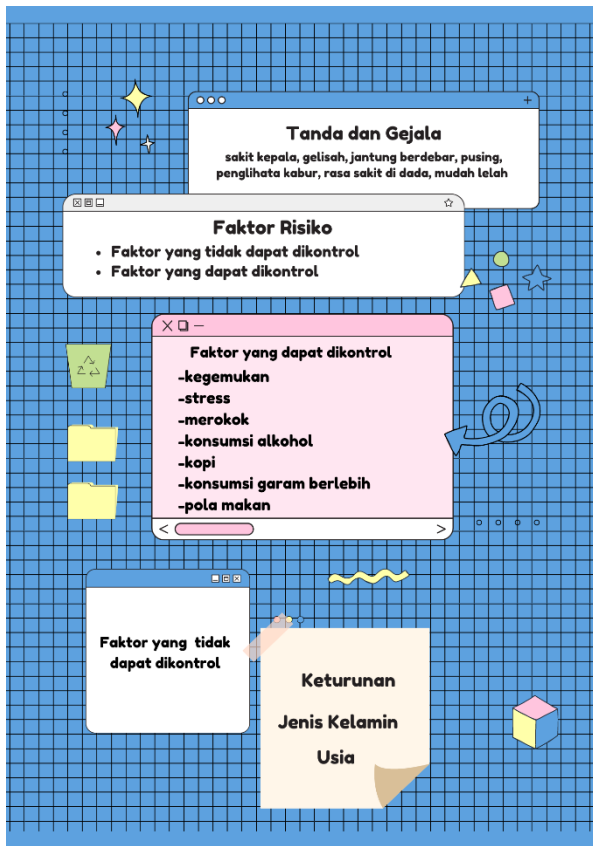 Tanda dan Gejala
sakit kepala, gelisah, jantung berdebar, pusing,
penglihata kabur, rasa sakit di dada, mudah lelah
Faktor Risiko
• Faktor yang tidak dapat dikontrol
• Faktor yang dapat dikontrol
Faktor yang dapat dikontrol
-kegemukan
-stress
-merokok
-konsumsi alkohol
-kopi
-konsumsi garam berlebih
-pola makan
Faktor yang tidak
dapat dikontrol
Keturunan
Jenis Kelamin
Usia